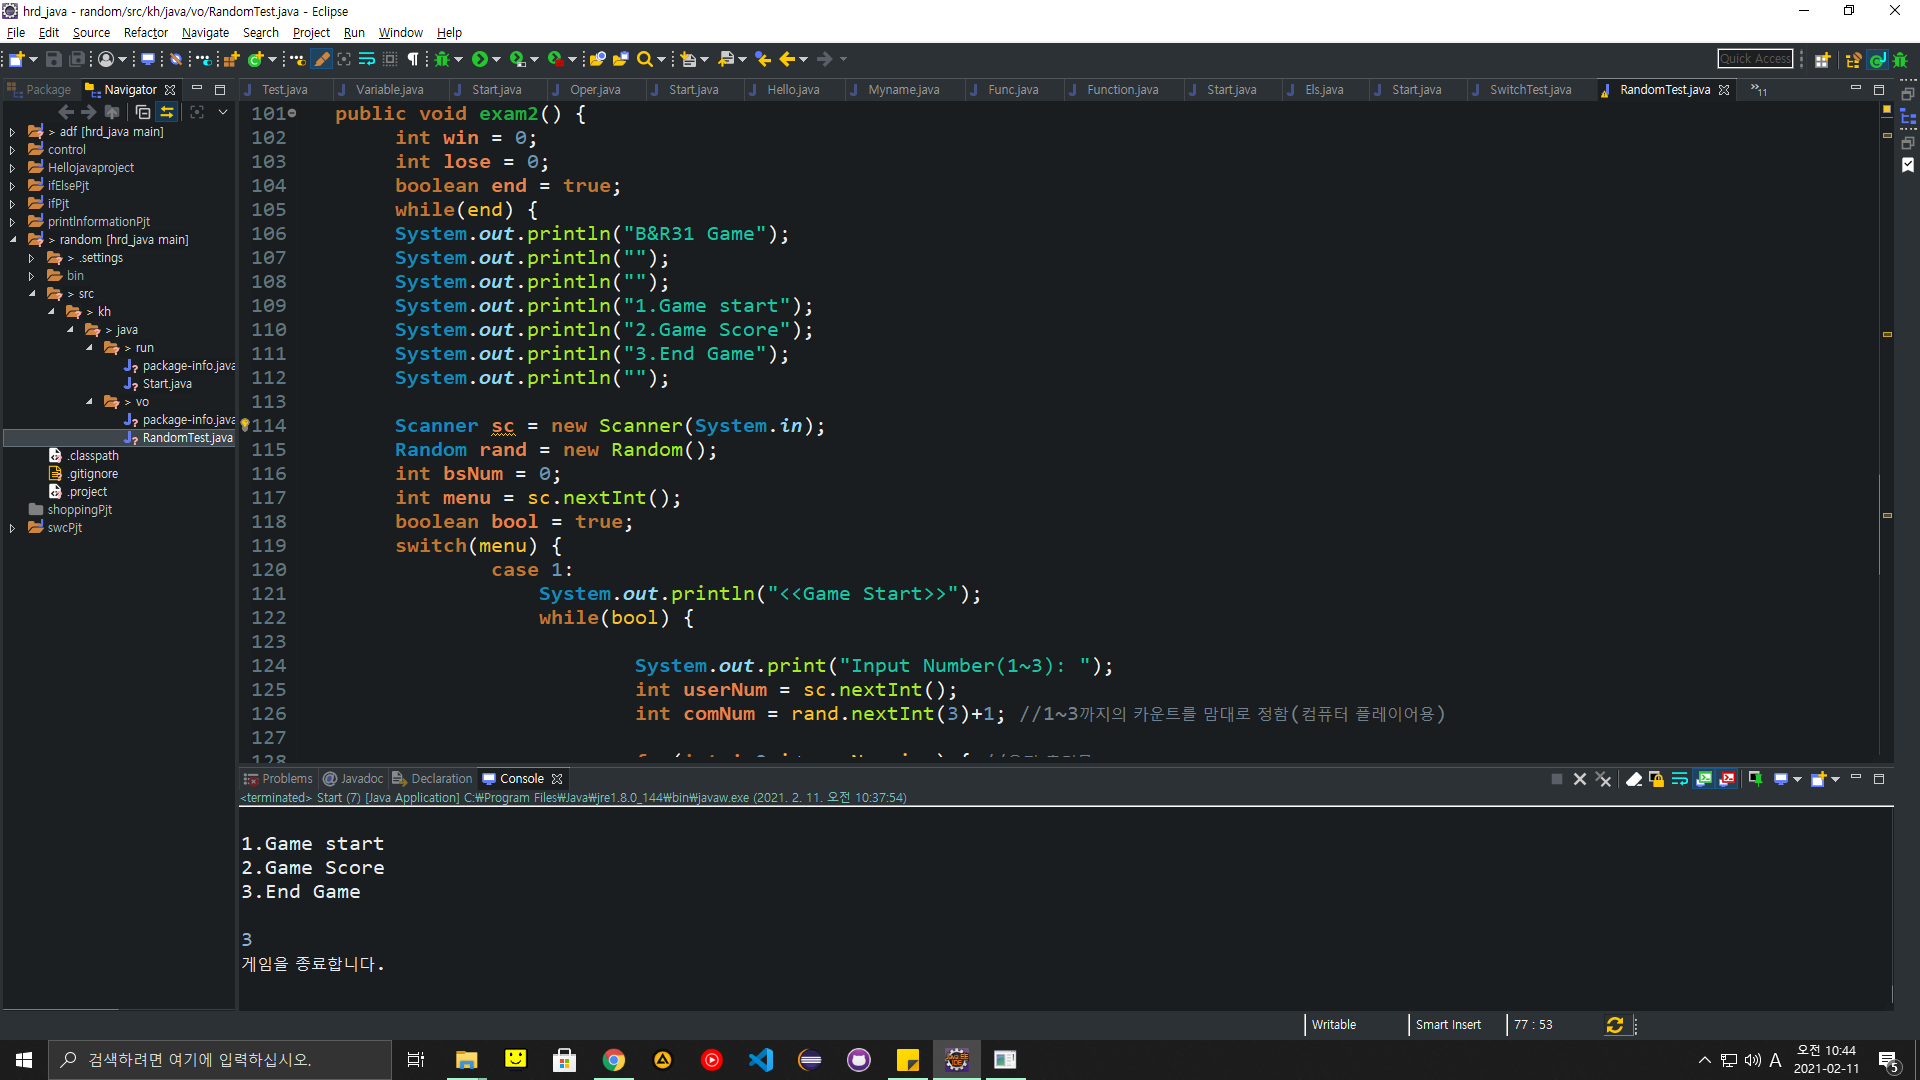 hrd_java - random/src/kh/java/vo/RandomTest.java - Eclipse
File Edit Source Refactor Navigate Search Project Run Window Help
Quick Access
Package Navigator
Test.java Variable.java Start.java Oper.java Start.java Hello.java Myname.java Func.java Function.java Start.java Els.java Start.java SwitchTest.java RandomTest.java »11
> adf [hrd_java main]
control
Hellojavaproject
ifElsePjt
ifPjt
printInformationPjt
> random [hrd_java main]
> .settings
bin
> src
> kh
> java
> run
package-info.java
Start.java
> vo
package-info.java
RandomTest.java
.classpath
.gitignore
.project
shoppingPjt
swcPjt
101 public void exam2() {
102 int win = 0;
103 int lose = 0;
104 boolean end = true;
105 while(end) {
106 System.out.println("B&R31 Game");
107 System.out.println("");
108 System.out.println("");
109 System.out.println("1.Game start");
110 System.out.println("2.Game Score");
111 System.out.println("3.End Game");
112 System.out.println("");
113
114 Scanner sc = new Scanner(System.in);
115 Random rand = new Random();
116 int bsNum = 0;
117 int menu = sc.nextInt();
118 boolean bool = true;
119 switch(menu) {
120 case 1:
121 System.out.println("<<Game Start>>");
122 while(bool) {
123
124 System.out.print("Input Number(1~3): ");
125 int userNum = sc.nextInt();
126 int comNum = rand.nextInt(3)+1; //1~3까지의 카운트를 맘대로 정함(컴퓨터 플레이어용)
127
128
Problems @ Javadoc Declaration Console
<terminated> Start (7) [Java Application] C:₩Program Files₩Java₩jre1.8.0_144₩bin₩javaw.exe (2021. 2. 11. 오전 10:37:54)
1.Game start
2.Game Score
3.End Game
3
게임을 종료합니다.
Writable Smart Insert 77 : 53
검색하려면 여기에 입력하십시오.
A 오전 10:44
2021-02-11
5